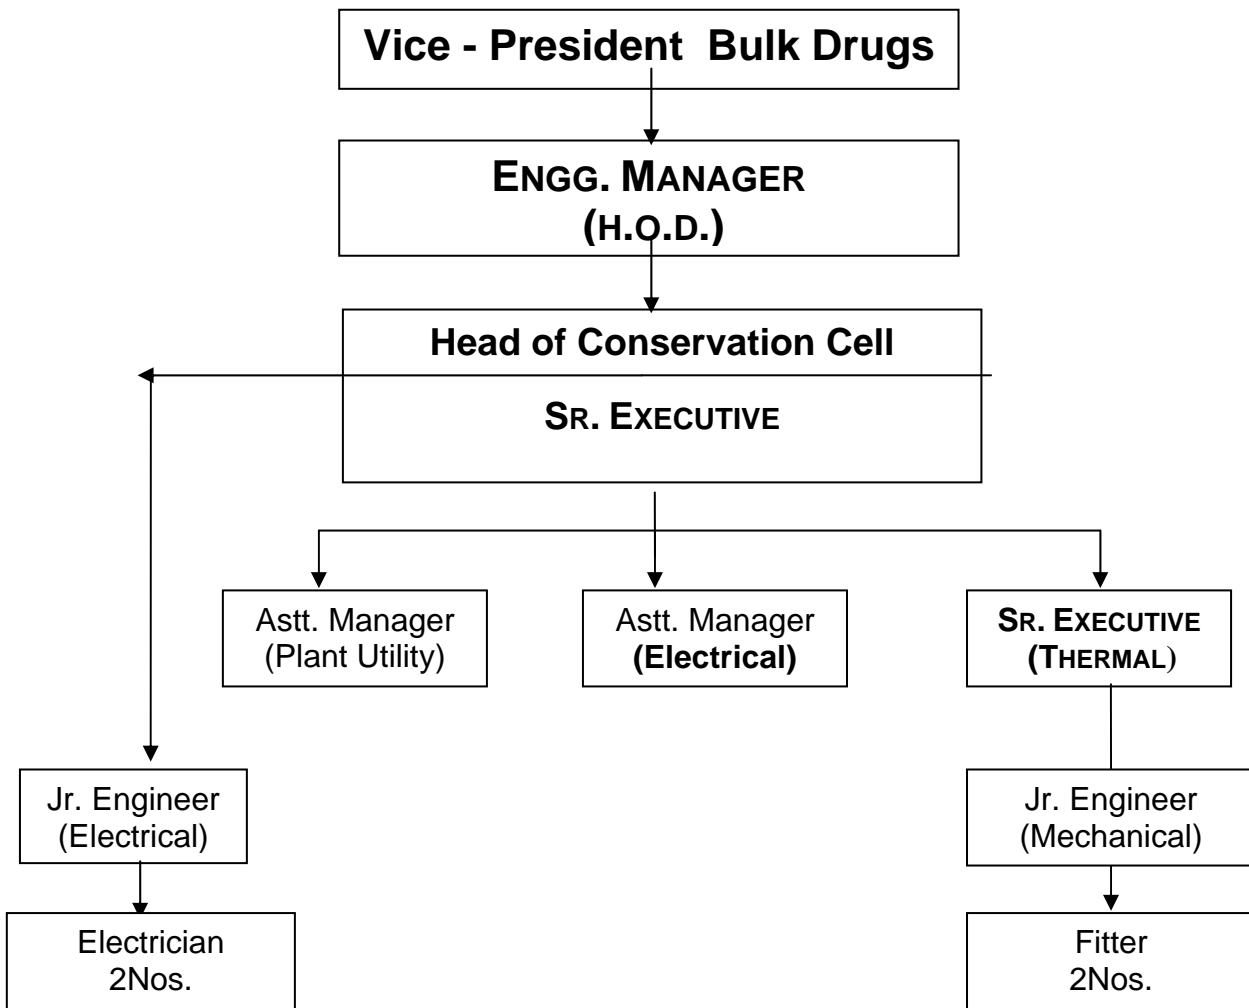 Vice - President  Bulk Drugs
ENGG. MANAGER
(H.O.D.)
Head of Conservation Cell
SR. EXECUTIVE
Astt. Manager
(Plant Utility)
Astt. Manager
(Electrical)
SR. EXECUTIVE
(THERMAL)
Jr. Engineer
(Electrical)
Jr. Engineer
(Mechanical)
Electrician
2Nos.
Fitter
2Nos.